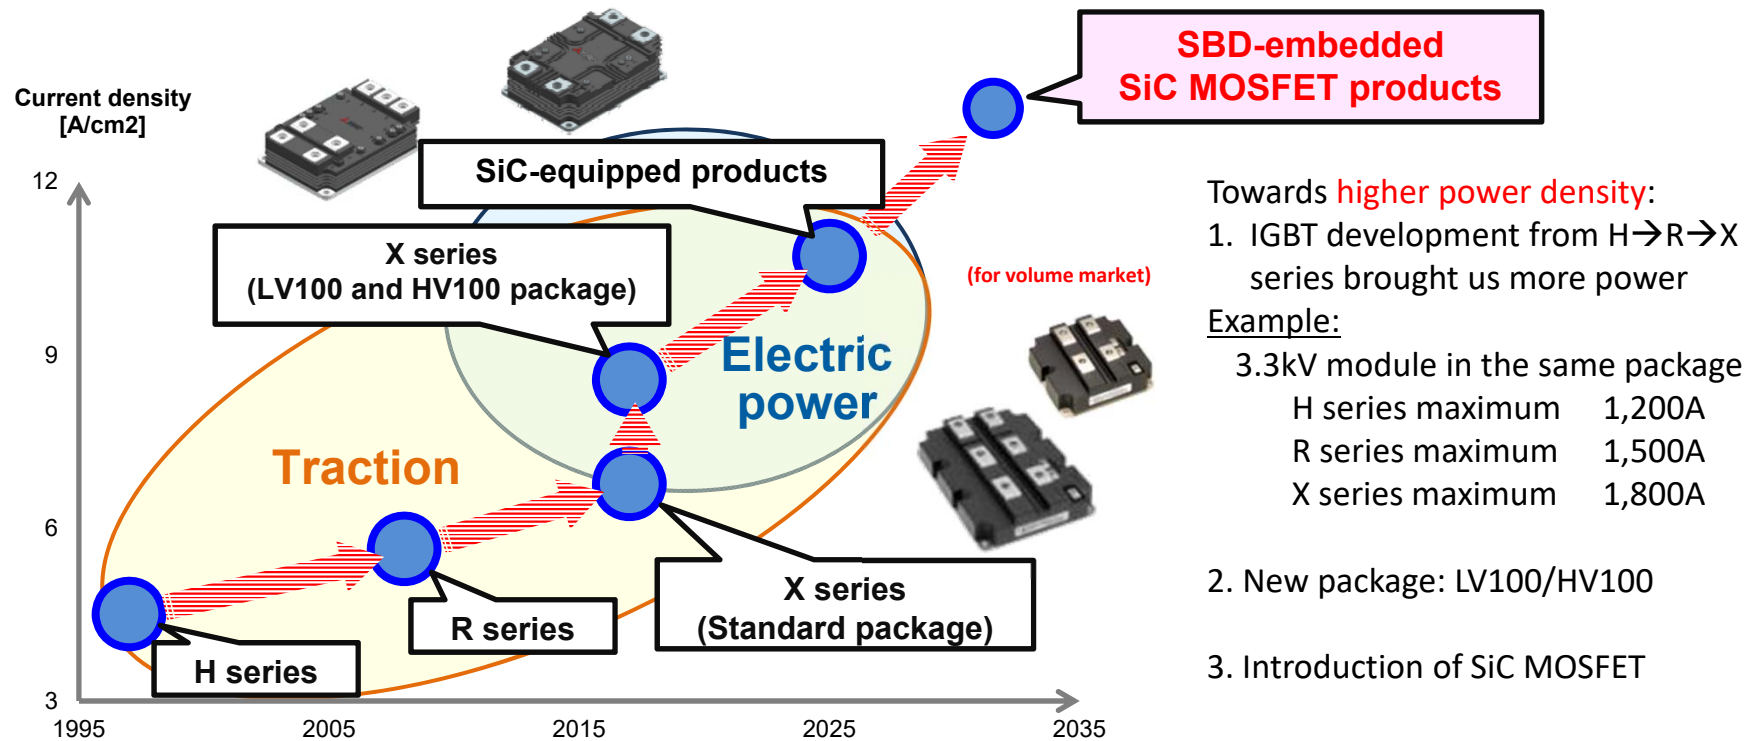 SBD-embedded
SiC MOSFET products
Current density
[A/cm2]
SiC-equipped products
12
X series
(LV100 and HV100 package)
(for volume market)
9
Electric
power
Traction
6
X series
(Standard package)
R series
H series
3
1995
2005
2015
2025
2035
Towards higher power density:
1. IGBT development from H→R→X
series brought us more power
Example:
3.3kV module in the same package
H series maximum 1,200A
R series maximum 1,500A
X series maximum 1,800A
2. New package: LV100/HV100
3. Introduction of SiC MOSFET